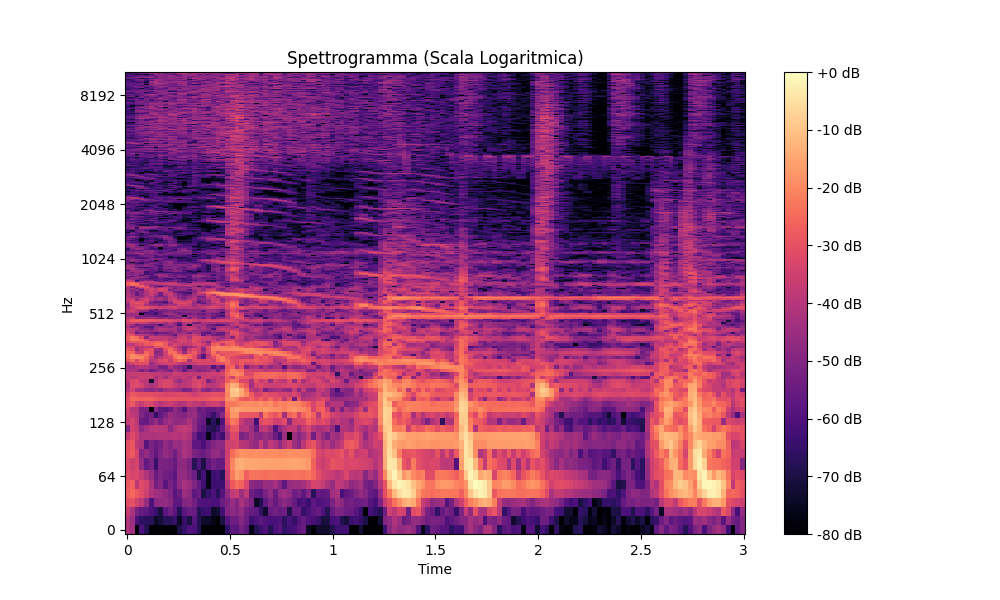 Spettrogramma (Scala Logaritmica)
8192
4096
2048
1024
512
256
128
64
0
Hz
0 0.5 1 1.5 2 2.5 3
Time
+0 dB
-10 dB
-20 dB
-30 dB
-40 dB
-50 dB
-60 dB
-70 dB
-80 dB